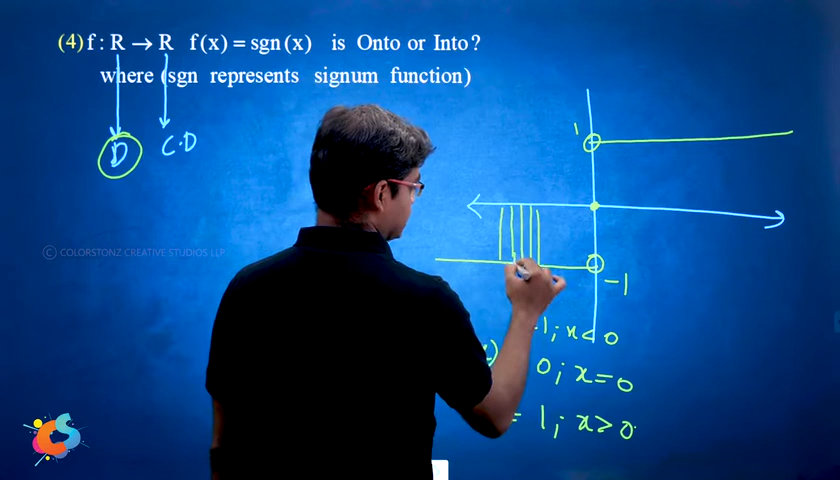 (4) f : R → R f(x) = sgn(x) is Onto or Into?
where (sgn represents signum function)
D C.D
1
© COLORSTONZ CREATIVE STUDIOS LLP
-1
-1; x < 0
0; x = 0
= 1; x > 0
CS